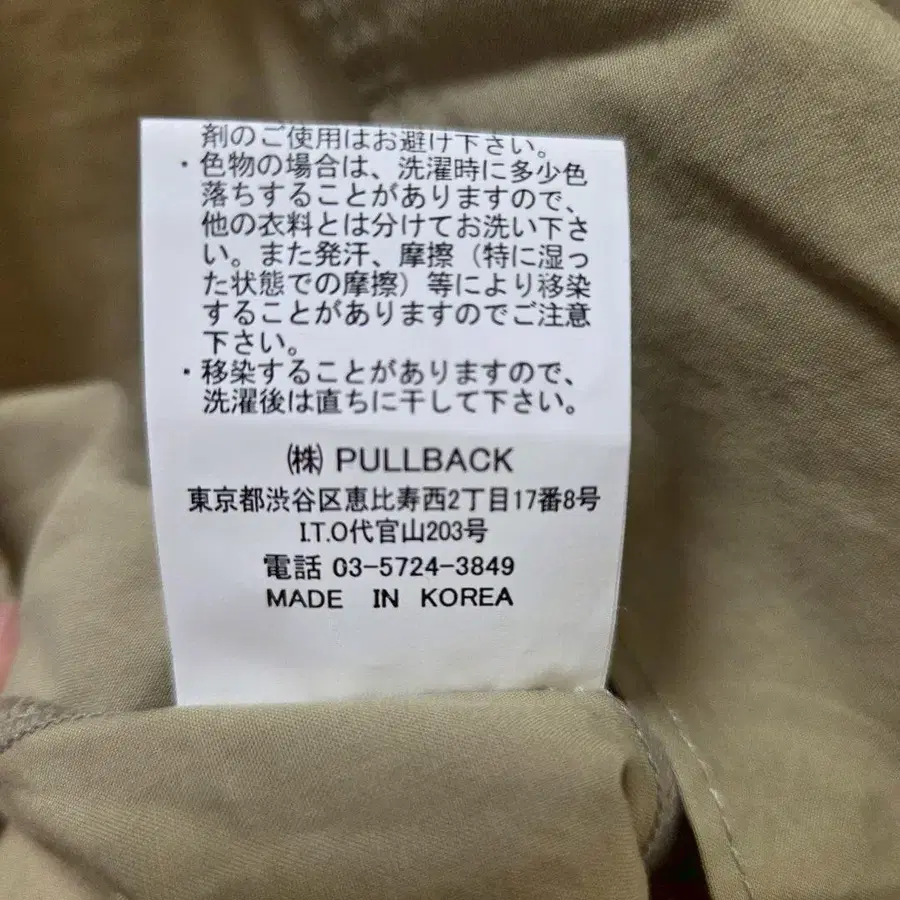 剤のご使用はお避け下さい。
・色物の場合は、洗濯時に多少色
落ちすることがありますので、
他の衣料とは分けてお洗い下さ
い。また発汗、摩擦（特に湿っ
た状態での摩擦）等により移染
することがありますのでご注意
下さい。
・移染することがありますので、
洗濯後は直ちに干して下さい。
㈱ PULLBACK
東京都渋谷区恵比寿西2丁目17番8号
I.T.O代官山203号
電話 03-5724-3849
MADE IN KOREA